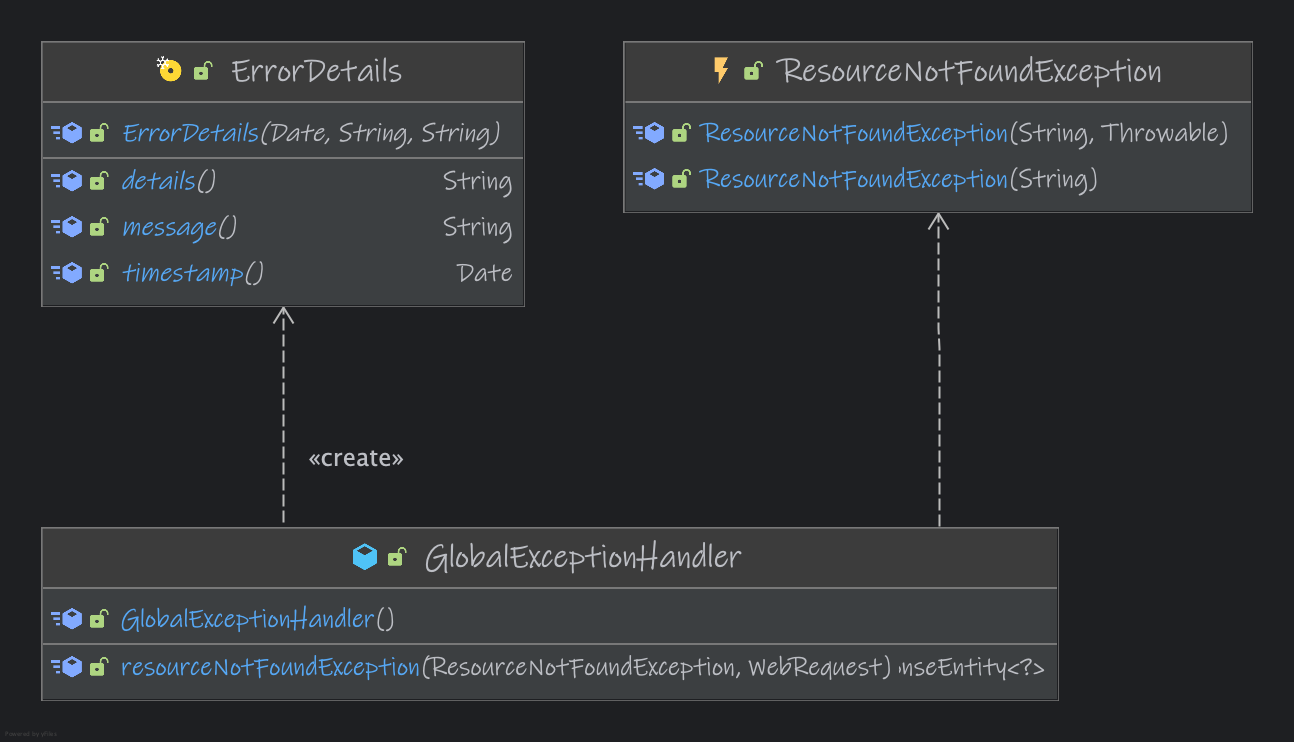 ErrorDetails
ErrorDetails(Date, String, String)
details() String
message() String
timestamp() Date
ResourceNotFoundException
ResourceNotFoundException(String, Throwable)
ResourceNotFoundException(String)
«create»
GlobalExceptionHandler
GlobalExceptionHandler()
resourceNotFoundException(ResourceNotFoundException, WebRequest) nseEntity<?>
Powered by yFiles